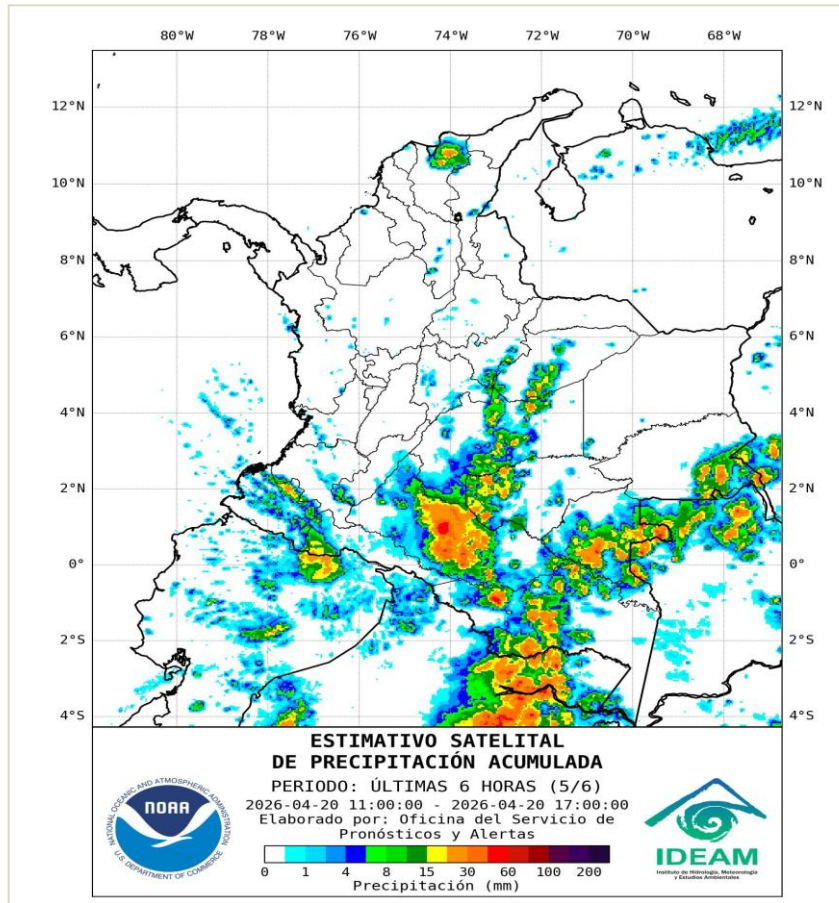 80°W 78°W 76°W 74°W 72°W 70°W 68°W
12°N 12°N
10°N 10°N
8°N 8°N
6°N 6°N
4°N 4°N
2°N 2°N
0° 0°
2°S 2°S
4°S 4°S
ESTIMATIVO SATELITAL
DE PRECIPITACIÓN ACUMULADA
PERIODO: ÚLTIMAS 6 HORAS (5/6)
2026-04-20 11:00:00 - 2026-04-20 17:00:00
Elaborado por: Oficina del Servicio de
Pronósticos y Alertas
0 1 4 8 15 30 60 100 200
Precipitación (mm)
NATIONAL OCEANIC AND ATMOSPHERIC ADMINISTRATION
NOAA
U.S. DEPARTMENT OF COMMERCE
IDEAM
Instituto de Hidrología, Meteorología
y Estudios Ambientales